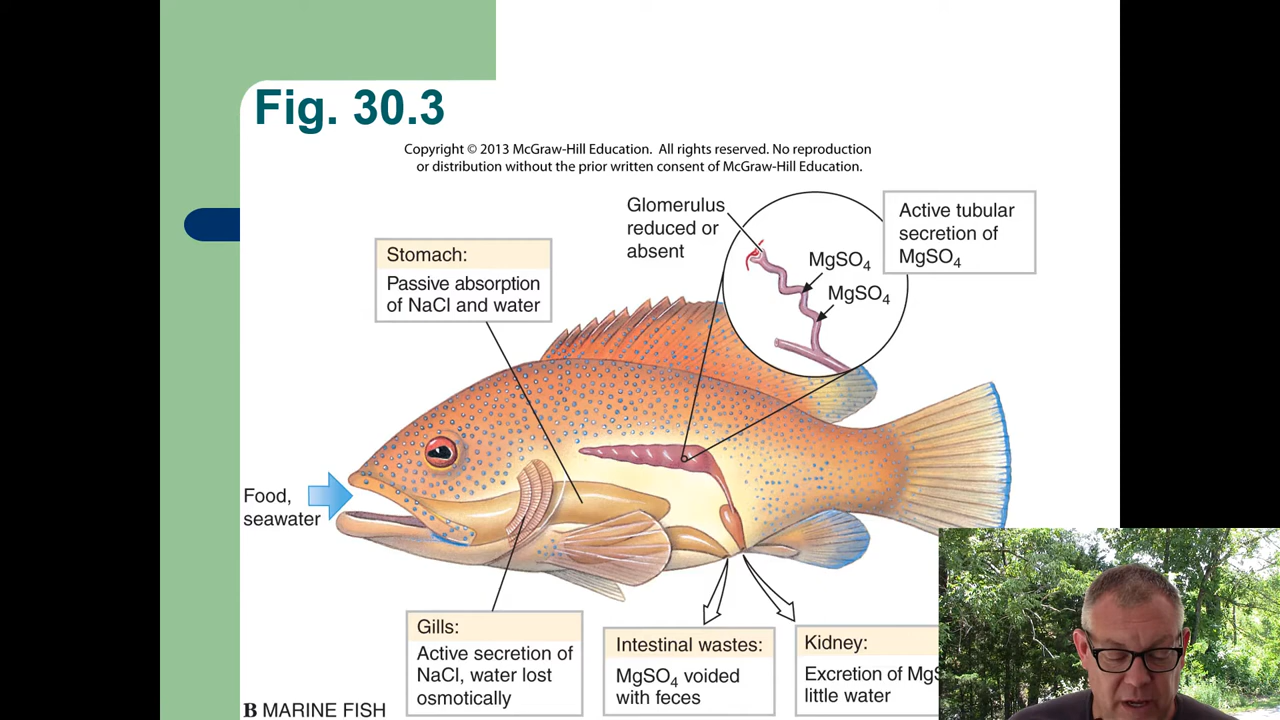 Fig. 30.3
Copyright © 2013 McGraw-Hill Education. All rights reserved. No reproduction
or distribution without the prior written consent of McGraw-Hill Education.
Glomerulus
reduced or
absent
Active tubular
secretion of
MgSO₄
MgSO₄
MgSO₄
Stomach:
Passive absorption
of NaCl and water
Food,
seawater
Gills:
Active secretion of
NaCl, water lost
osmotically
Intestinal wastes:
MgSO₄ voided
with feces
Kidney:
Excretion of
little water
B MARINE FISH